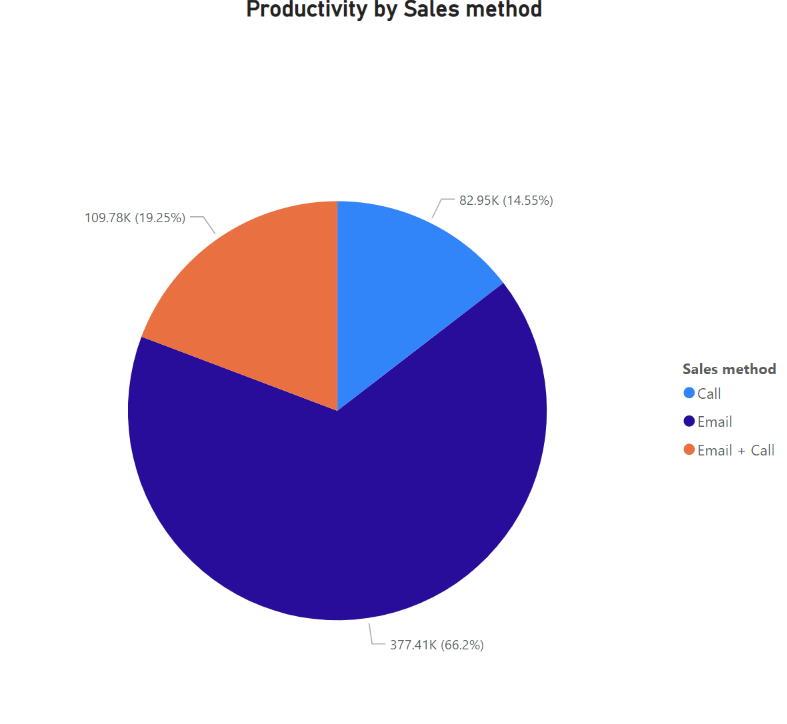 Productivity by Sales method
82.95K (14.55%)
109.78K (19.25%)
Sales method
Call
Email
Email + Call
377.41K (66.2%)